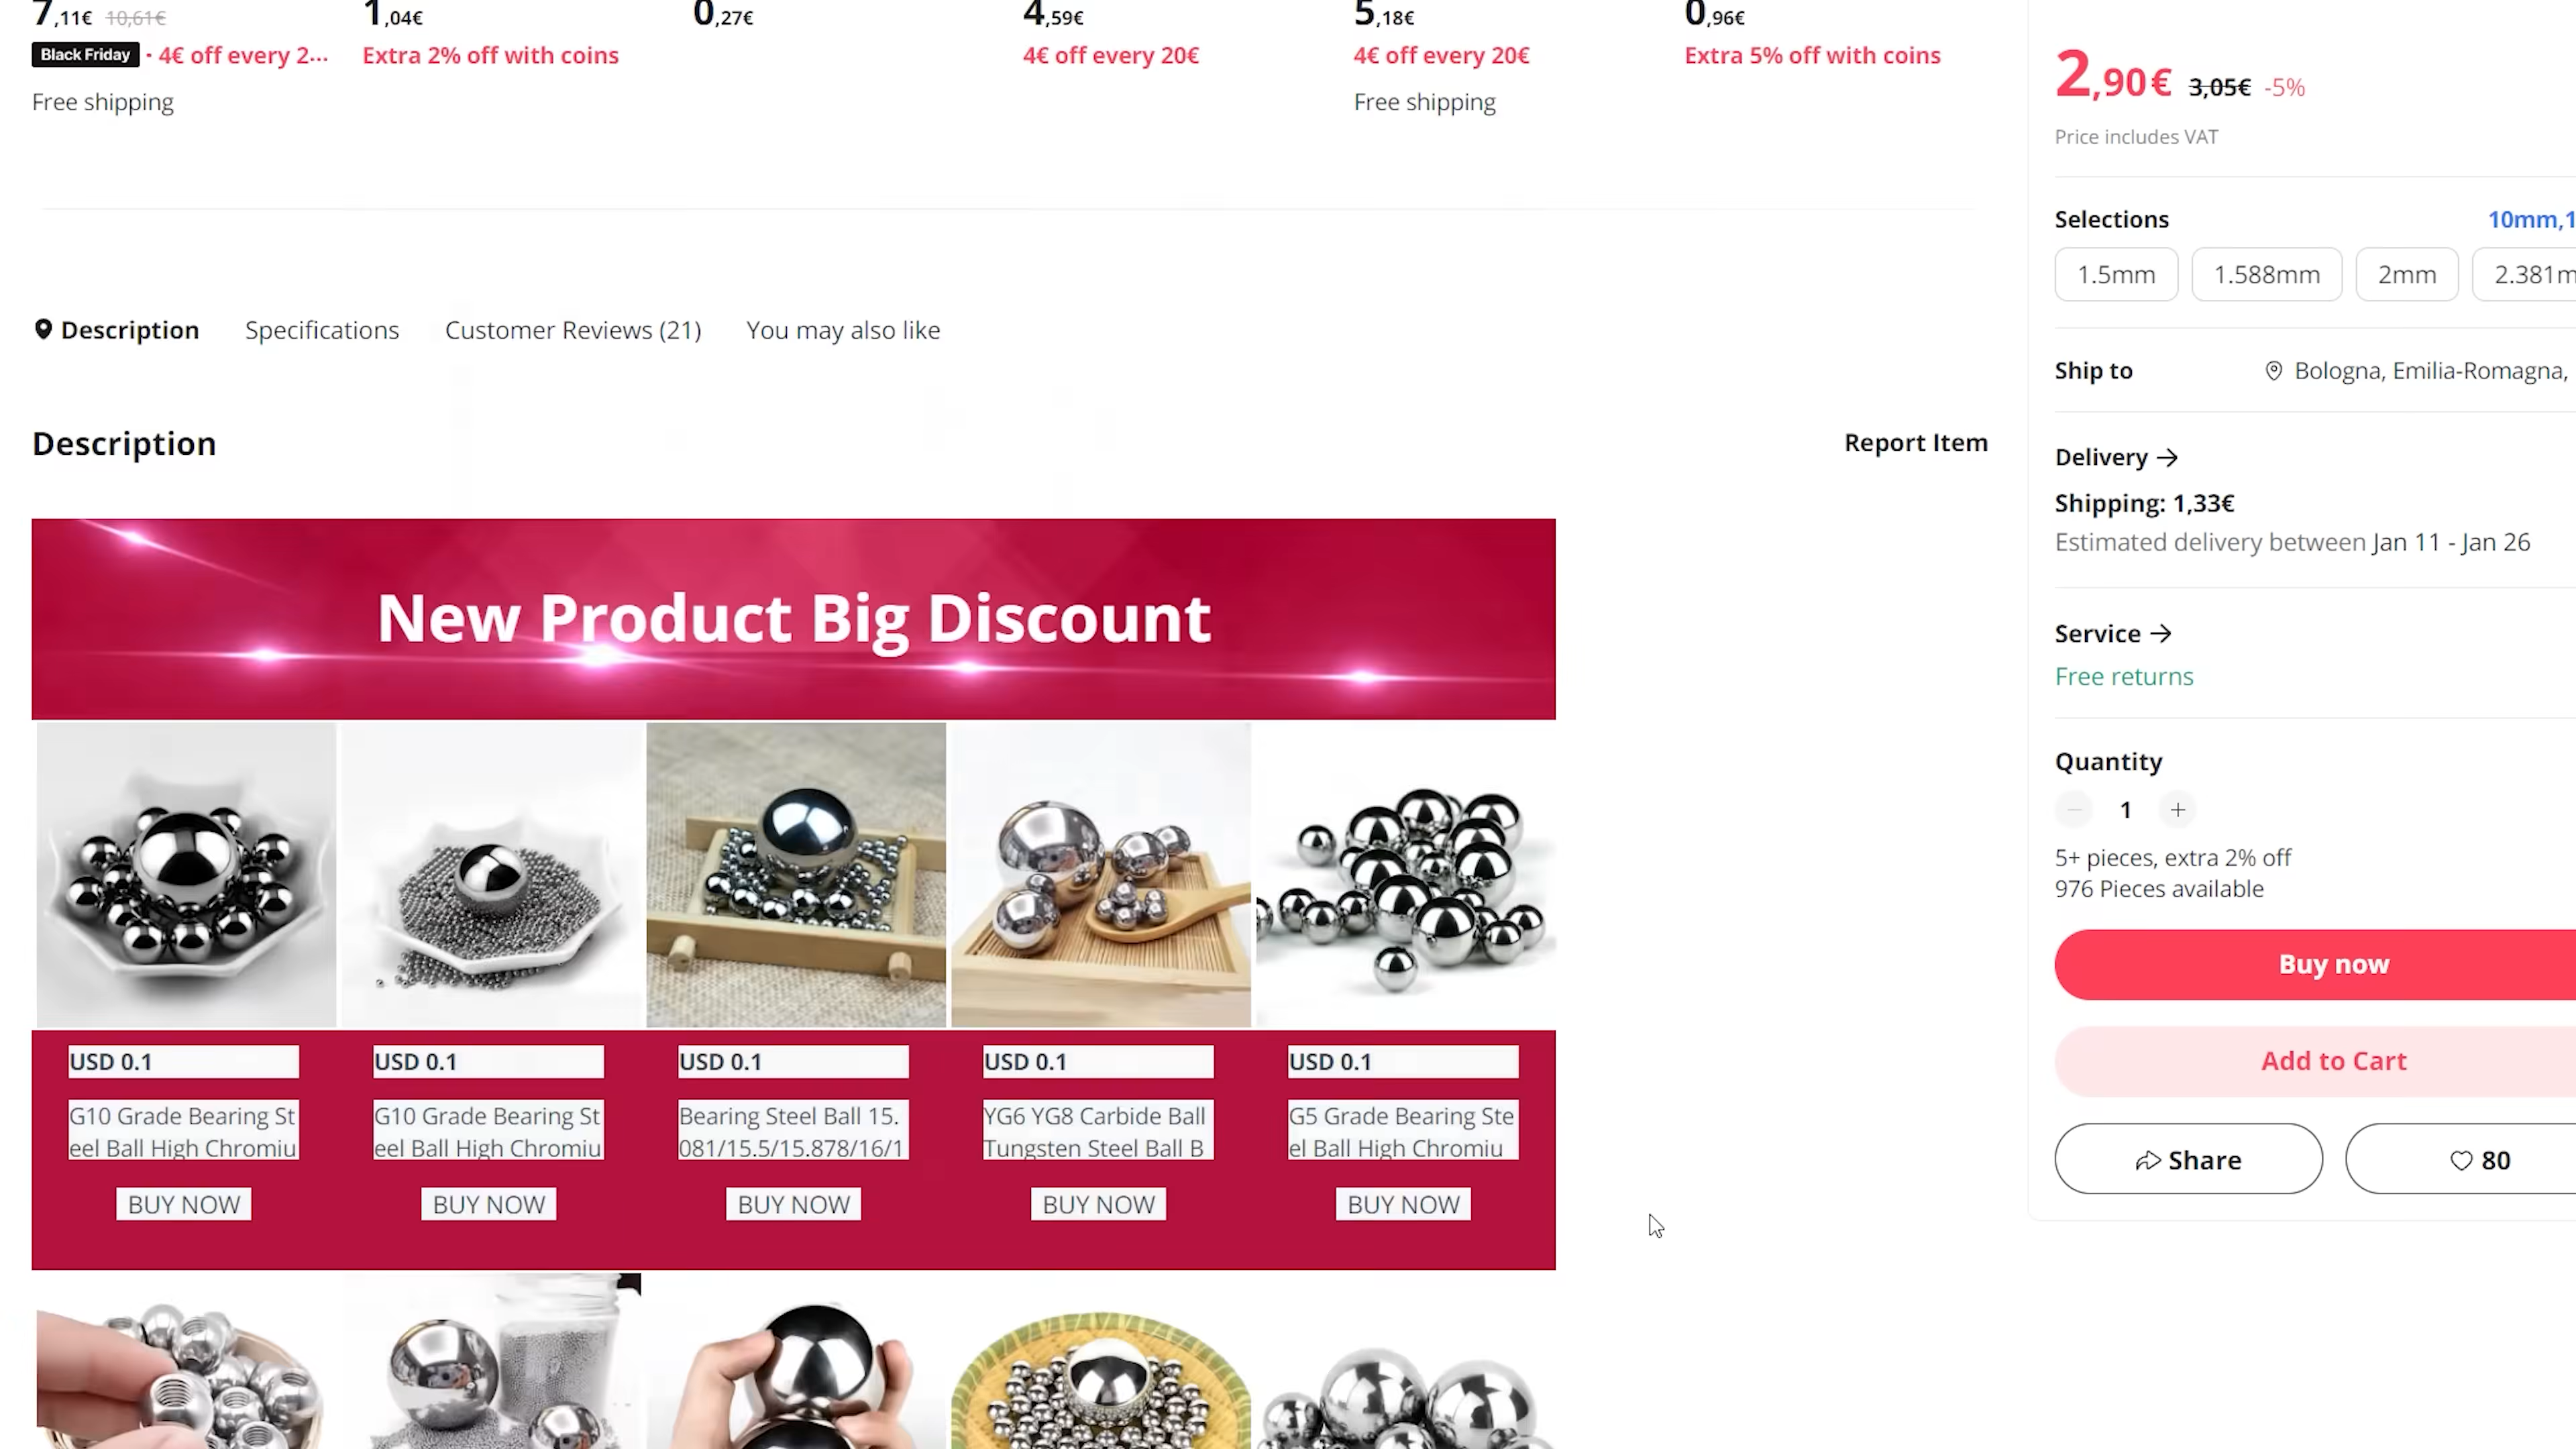 7,11€ 10,61€
Black Friday · 4€ off every 2...
Free shipping
1,04€
Extra 2% off with coins
0,27€
4,59€
4€ off every 20€
5,18€
4€ off every 20€
Free shipping
0,96€
Extra 5% off with coins
Description Specifications Customer Reviews (21) You may also like
Description
Report Item
New Product Big Discount
USD 0.1
G10 Grade Bearing St
eel Ball High Chromiu
BUY NOW
USD 0.1
G10 Grade Bearing St
eel Ball High Chromiu
BUY NOW
USD 0.1
Bearing Steel Ball 15.
081/15.5/15.878/16/1
BUY NOW
USD 0.1
YG6 YG8 Carbide Ball
Tungsten Steel Ball B
BUY NOW
USD 0.1
G5 Grade Bearing Ste
el Ball High Chromiu
BUY NOW
2,90€ 3,05€ -5%
Price includes VAT
Selections 10mm,1
1.5mm 1.588mm 2mm 2.381m
Ship to Bologna, Emilia-Romagna,
Delivery →
Shipping: 1,33€
Estimated delivery between Jan 11 - Jan 26
Service →
Free returns
Quantity
− 1 +
5+ pieces, extra 2% off
976 Pieces available
Buy now
Add to Cart
Share 80